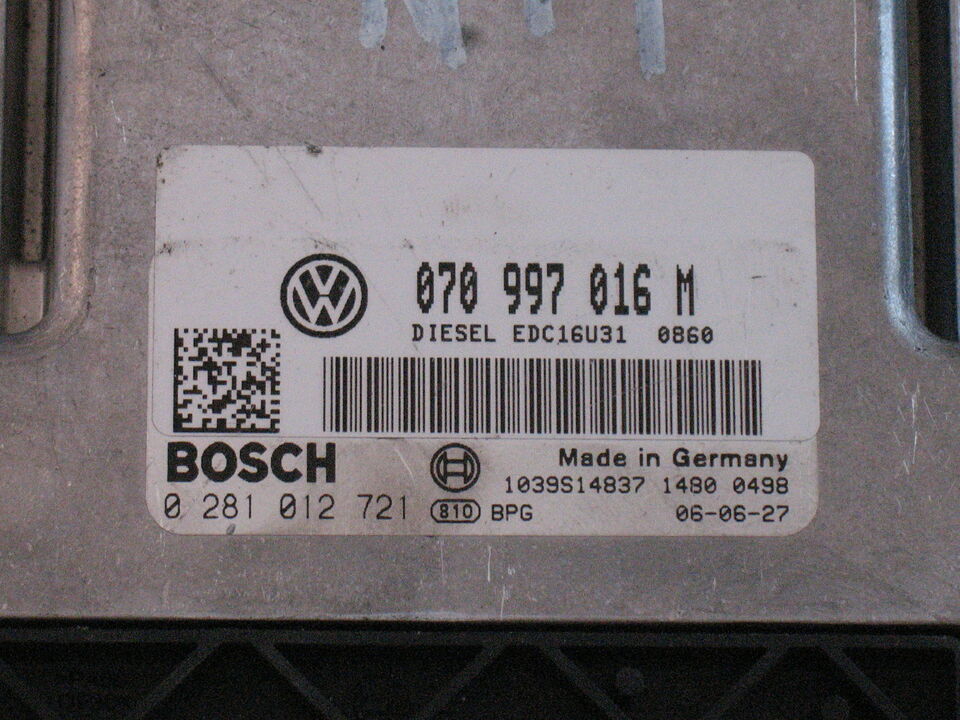 070 997 016 M
DIESEL EDC16U31 0860
BOSCH
Made in Germany
1039S14837 1480 0498
0 281 012 721 810 BPG 06-06-27